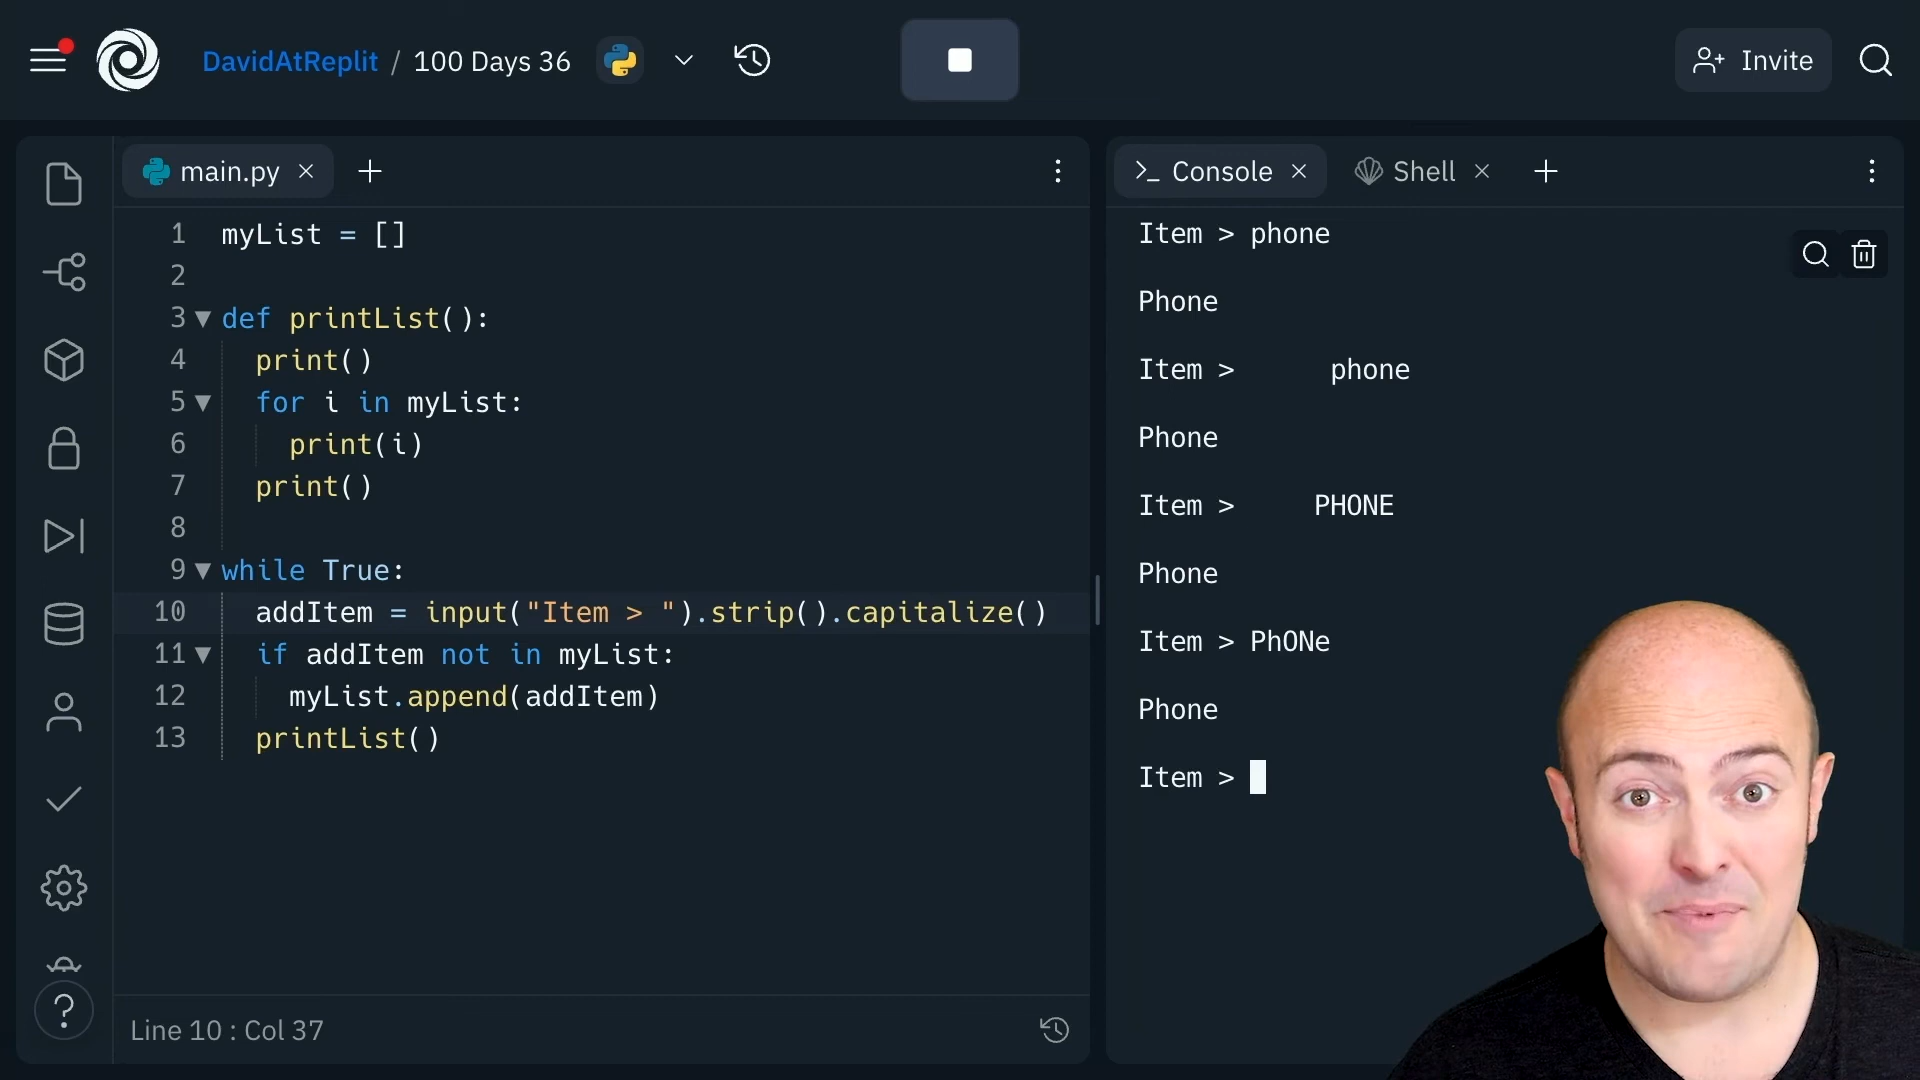 DavidAtReplit / 100 Days 36
Invite
main.py
Console
Shell
1 myList = []
2
3 def printList():
4 print()
5 for i in myList:
6 print(i)
7 print()
8
9 while True:
10 addItem = input("Item > ").strip().capitalize()
11 if addItem not in myList:
12 myList.append(addItem)
13 printList()
Line 10 : Col 37
Item > phone
Phone
Item >      phone
Phone
Item >     PHONE
Phone
Item > PhONe
Phone
Item >